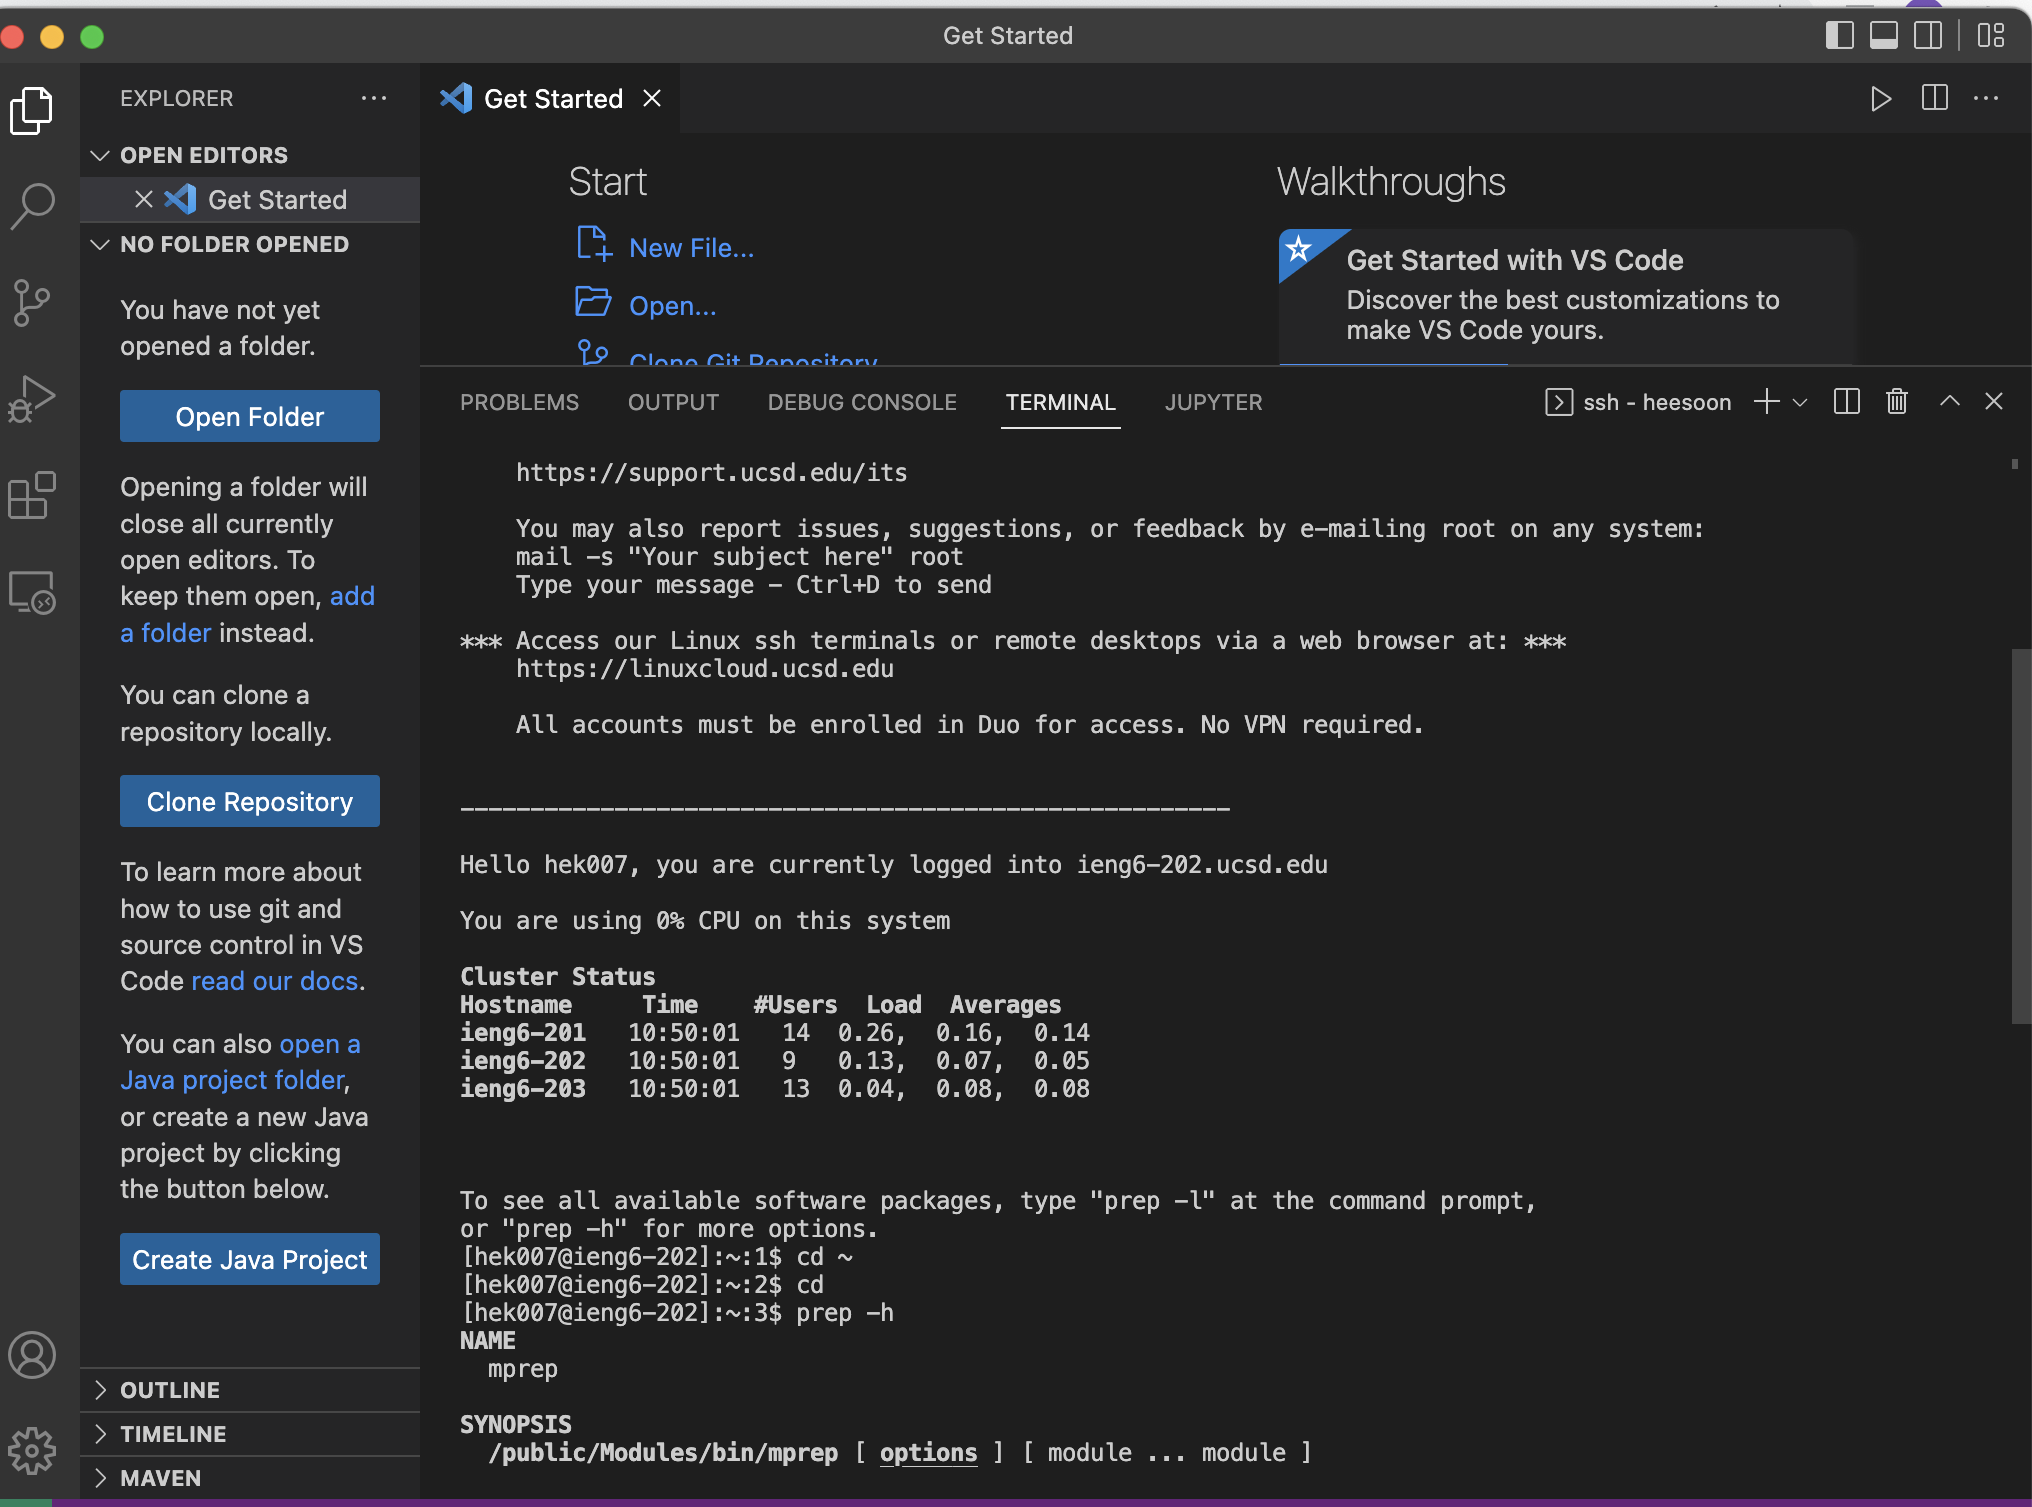 Get Started
EXPLORER
OPEN EDITORS
Get Started
NO FOLDER OPENED
You have not yet
opened a folder.
Open Folder
Opening a folder will
close all currently
open editors. To
keep them open, add
a folder instead.
You can clone a
repository locally.
Clone Repository
To learn more about
how to use git and
source control in VS
Code read our docs.
You can also open a
Java project folder,
or create a new Java
project by clicking
the button below.
Create Java Project
OUTLINE
TIMELINE
MAVEN
Get Started
Start
New File...
Open...
Clone Git Repository
Walkthroughs
Get Started with VS Code
Discover the best customizations to
make VS Code yours.
PROBLEMS OUTPUT DEBUG CONSOLE TERMINAL JUPYTER ssh - heesoon
https://support.ucsd.edu/its
You may also report issues, suggestions, or feedback by e-mailing root on any system:
mail -s "Your subject here" root
Type your message - Ctrl+D to send
*** Access our Linux ssh terminals or remote desktops via a web browser at: ***
https://linuxcloud.ucsd.edu
All accounts must be enrolled in Duo for access. No VPN required.
-------------------------------------------------------
Hello hek007, you are currently logged into ieng6-202.ucsd.edu
You are using 0% CPU on this system
Cluster Status
Hostname Time #Users Load Averages
ieng6-201 10:50:01 14 0.26, 0.16, 0.14
ieng6-202 10:50:01 9 0.13, 0.07, 0.05
ieng6-203 10:50:01 13 0.04, 0.08, 0.08
To see all available software packages, type "prep -l" at the command prompt,
or "prep -h" for more options.
[hek007@ieng6-202]:~:1$ cd ~
[hek007@ieng6-202]:~:2$ cd
[hek007@ieng6-202]:~:3$ prep -h
NAME
mprep
SYNOPSIS
/public/Modules/bin/mprep [ options ] [ module ... module ]